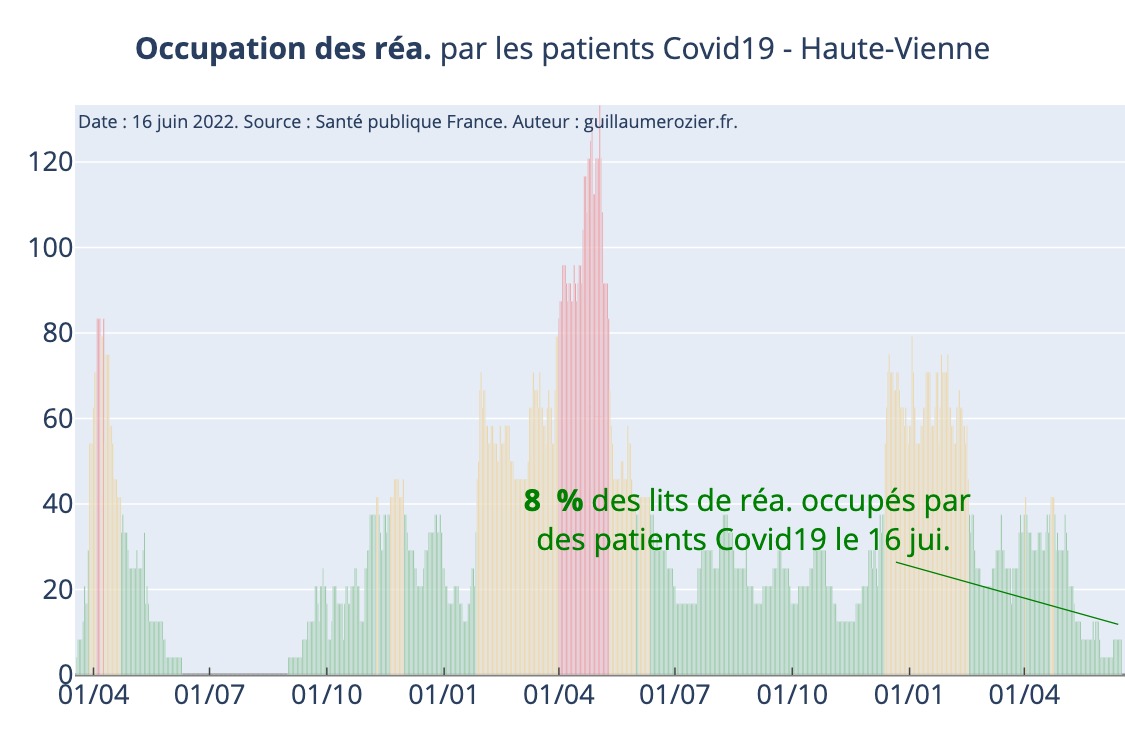 Occupation des réa. par les patients Covid19 - Haute-Vienne
Date : 16 juin 2022. Source : Santé publique France. Auteur : guillaumerozier.fr.
120
100
80
60
40
20
0
8 % des lits de réa. occupés par
des patients Covid19 le 16 jui.
01/04 01/07 01/10 01/01 01/04 01/07 01/10 01/01 01/04